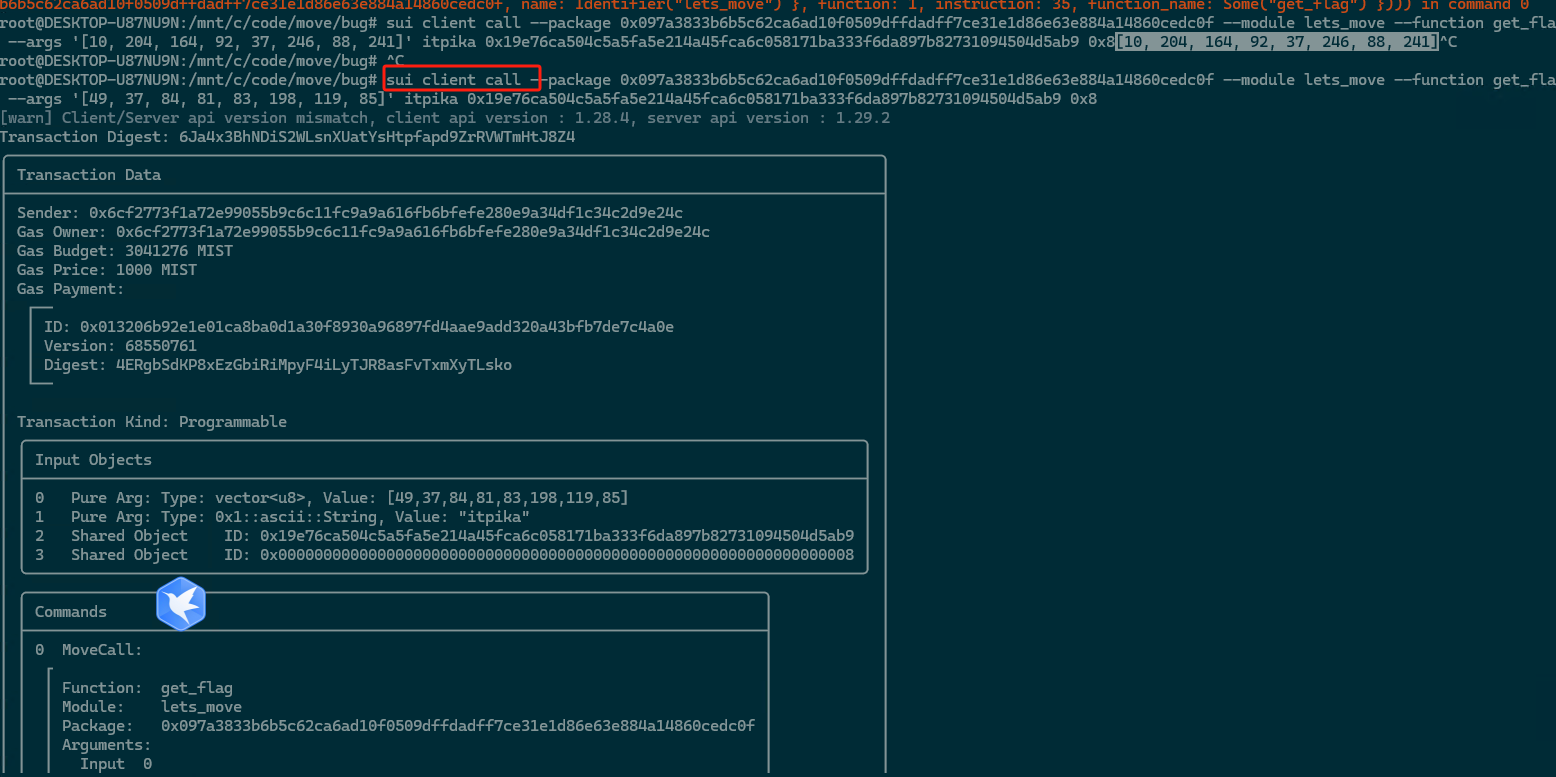 b6b5c62ca6ad10f0509dffdadff7ce31e1d86e63e884a14860cedc0f, name: Identifier("lets_move") }, function: 1, instruction: 35, function_name: Some("get_flag") }))) in command 0
root@DESKTOP-U87NU9N:/mnt/c/code/move/bug# sui client call --package 0x097a3833b6b5c62ca6ad10f0509dffdadff7ce31e1d86e63e884a14860cedc0f --module lets_move --function get_fla
--args '[10, 204, 164, 92, 37, 246, 88, 241]' itpika 0x19e76ca504c5a5fa5e214a45fca6c058171ba333f6da897b82731094504d5ab9 0x8[10, 204, 164, 92, 37, 246, 88, 241]^C
root@DESKTOP-U87NU9N:/mnt/c/code/move/bug# ^C
root@DESKTOP-U87NU9N:/mnt/c/code/move/bug# sui client call --package 0x097a3833b6b5c62ca6ad10f0509dffdadff7ce31e1d86e63e884a14860cedc0f --module lets_move --function get_fla
--args '[49, 37, 84, 81, 83, 198, 119, 85]' itpika 0x19e76ca504c5a5fa5e214a45fca6c058171ba333f6da897b82731094504d5ab9 0x8
[warn] Client/Server api version mismatch, client api version : 1.28.4, server api version : 1.29.2
Transaction Digest: 6Ja4x3BhNDiS2WLsnXUatYsHtpfapd9ZrRVWTmHtJ8Z4
Transaction Data
Sender: 0x6cf2773f1a72e99055b9c6c11fc9a9a616fb6bfefe280e9a34df1c34c2d9e24c
Gas Owner: 0x6cf2773f1a72e99055b9c6c11fc9a9a616fb6bfefe280e9a34df1c34c2d9e24c
Gas Budget: 3041276 MIST
Gas Price: 1000 MIST
Gas Payment:
ID: 0x013206b92e1e01ca8ba0d1a30f8930a96897fd4aae9add320a43bfb7de7c4a0e
Version: 68550761
Digest: 4ERgbSdKP8xEzGbiRiMpyF4iLyTJR8asFvTxmXyTLsko
Transaction Kind: Programmable
Input Objects
0 Pure Arg: Type: vector<u8>, Value: [49,37,84,81,83,198,119,85]
1 Pure Arg: Type: 0x1::ascii::String, Value: "itpika"
2 Shared Object ID: 0x19e76ca504c5a5fa5e214a45fca6c058171ba333f6da897b82731094504d5ab9
3 Shared Object ID: 0x0000000000000000000000000000000000000000000000000000000000000008
Commands
0 MoveCall:
Function: get_flag
Module: lets_move
Package: 0x097a3833b6b5c62ca6ad10f0509dffdadff7ce31e1d86e63e884a14860cedc0f
Arguments:
Input 0